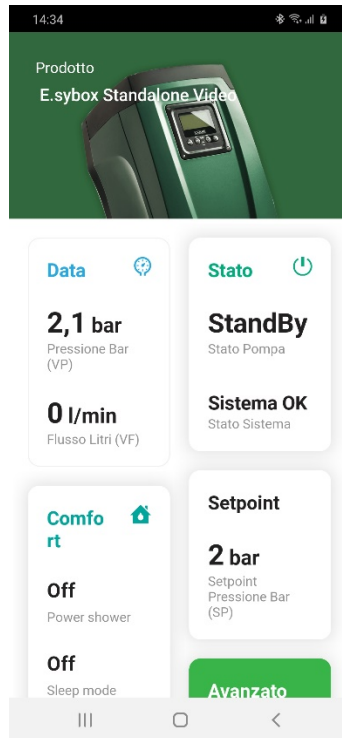 14:34
Prodotto
E.sybox Standalone Video
Data
2,1 bar
Pressione Bar
(VP)
0 l/min
Flusso Litri (VF)
Stato
StandBy
Stato Pompa
Sistema OK
Stato Sistema
Comfo
rt
Off
Power shower
Off
Sleep mode
Setpoint
2 bar
Setpoint
Pressione Bar
(SP)
Avanzato